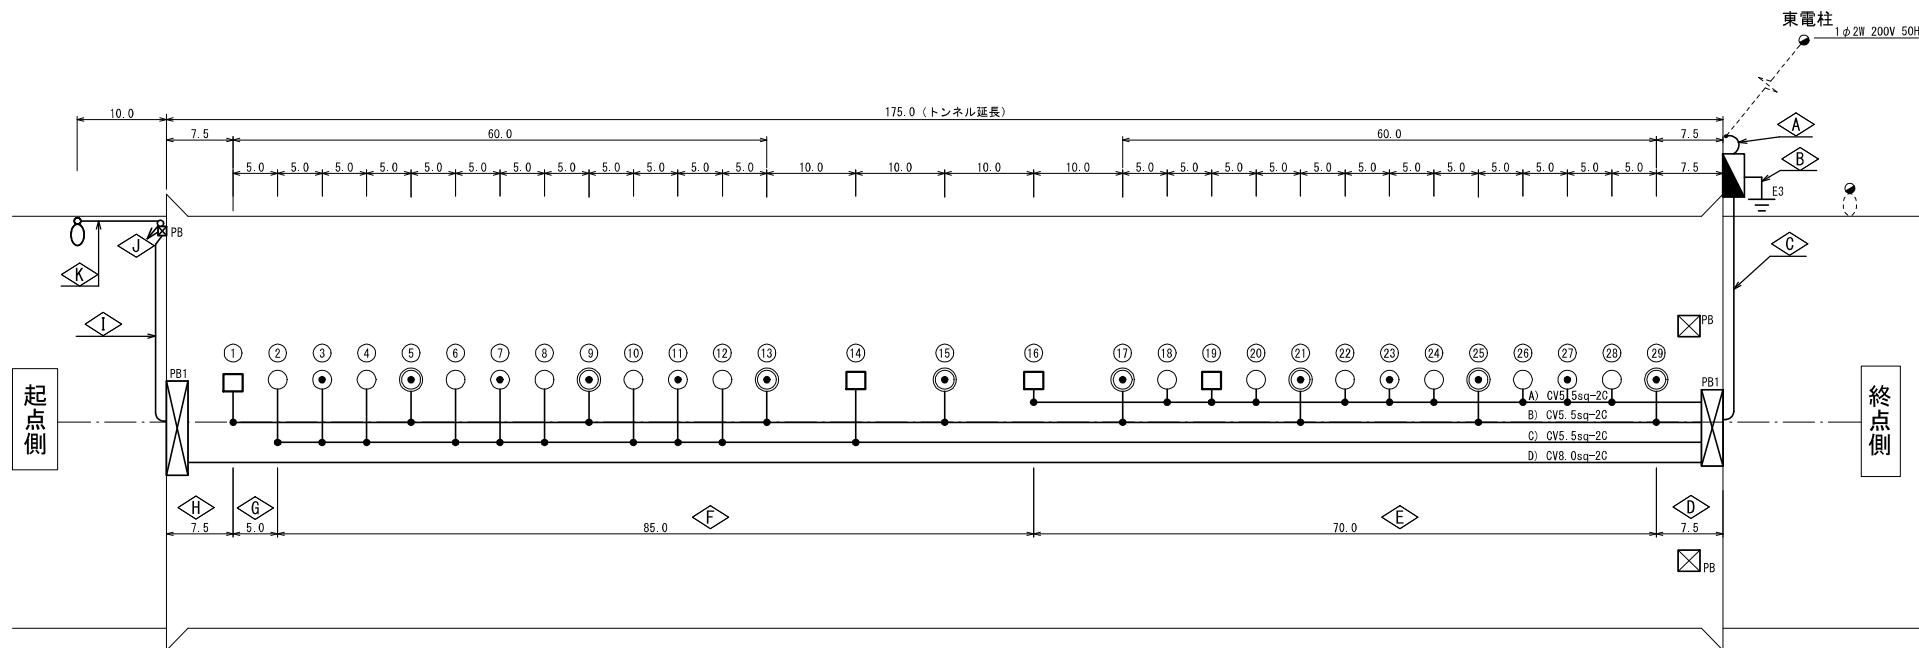 東電柱
1φ2W 200V 50H
10.0
175.0 (トンネル延長)
A
7.5 60.0 60.0 7.5
B
5.0 5.0 5.0 5.0 5.0 5.0 5.0 5.0 5.0 5.0 5.0 5.0 10.0 10.0 10.0 10.0 5.0 5.0 5.0 5.0 5.0 5.0 5.0 5.0 5.0 5.0 5.0 5.0 7.5
E3
PB
J
C
K
I
PB
1 2 3 4 5 6 7 8 9 10 11 12 13 14 15 16 17 18 19 20 21 22 23 24 25 26 27 28 29
PB1
PB1
起点側
終点側
A) CV5.5sq-2C
B) CV5.5sq-2C
C) CV5.5sq-2C
D) CV8.0sq-2C
H G F E D
7.5 5.0 85.0 70.0 7.5
PB